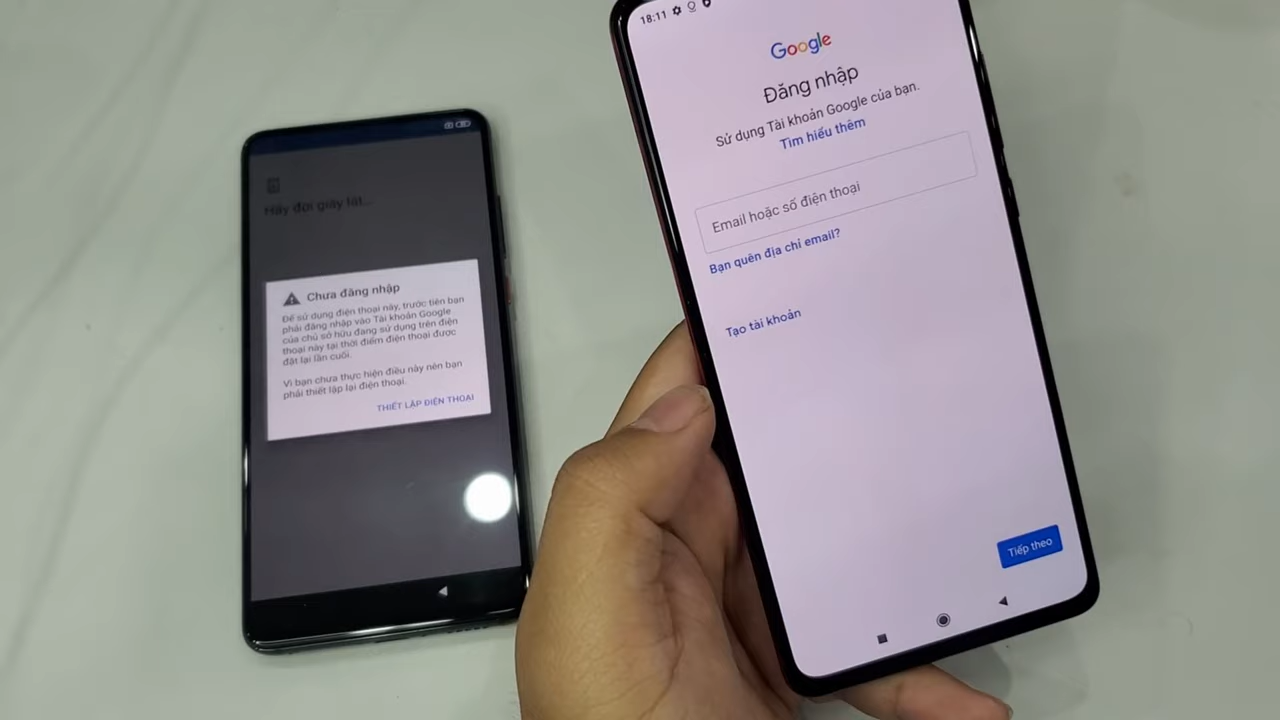 Hãy đợi giây lát...
Chưa đăng nhập
Để sử dụng điện thoại này, trước tiên bạn
phải đăng nhập vào Tài khoản Google
của chủ sở hữu đang sử dụng trên điện
thoại này tại thời điểm điện thoại được
đặt lại lần cuối.
Vì bạn chưa thực hiện điều này nên bạn
phải thiết lập lại điện thoại.
THIẾT LẬP ĐIỆN THOẠI
18:11
Google
Đăng nhập
Sử dụng Tài khoản Google của bạn.
Tìm hiểu thêm
Email hoặc số điện thoại
Bạn quên địa chỉ email?
Tạo tài khoản
Tiếp theo